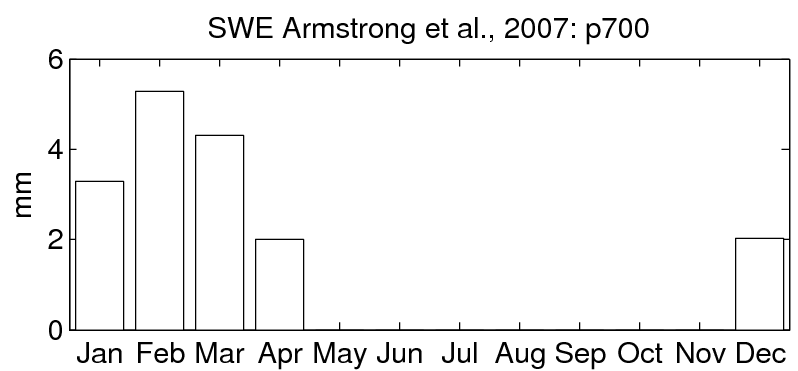 SWE Armstrong et al., 2007: p700
6
4
2
0
mm
Jan Feb Mar Apr May Jun Jul Aug Sep Oct Nov Dec